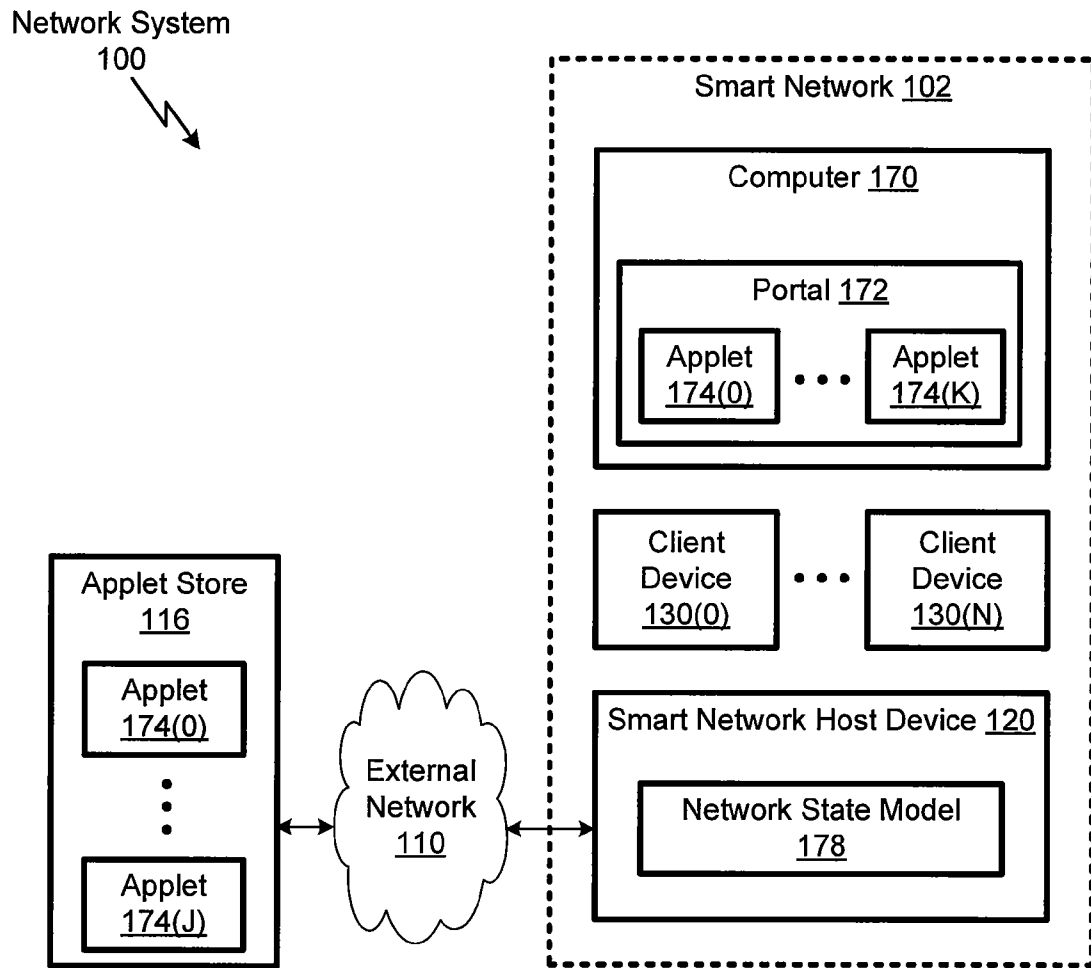 Network System
100
Smart Network 102
Computer 170
Portal 172
Applet
174(0)
Applet
174(K)
Client
Device
130(0)
Client
Device
130(N)
Applet Store
116
Applet
174(0)
Applet
174(J)
External
Network
110
Smart Network Host Device 120
Network State Model
178